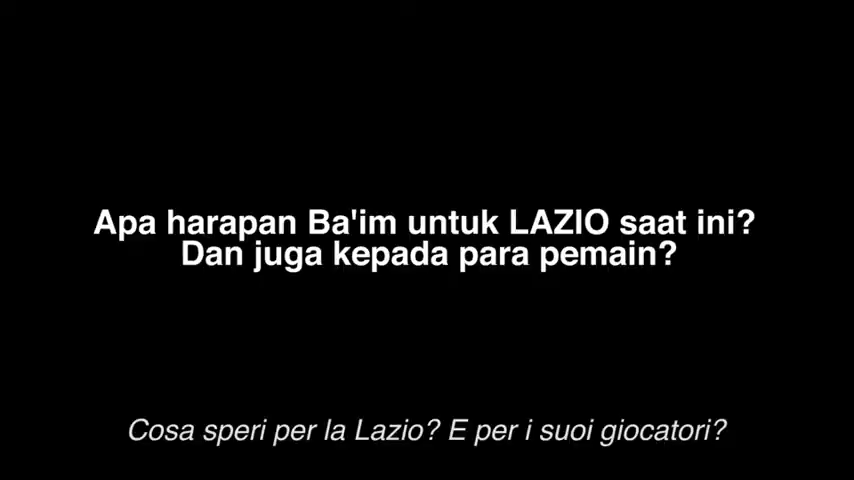 Apa harapan Ba'im untuk LAZIO saat ini?
Dan juga kepada para pemain?
Cosa speri per la Lazio? E per i suoi giocatori?